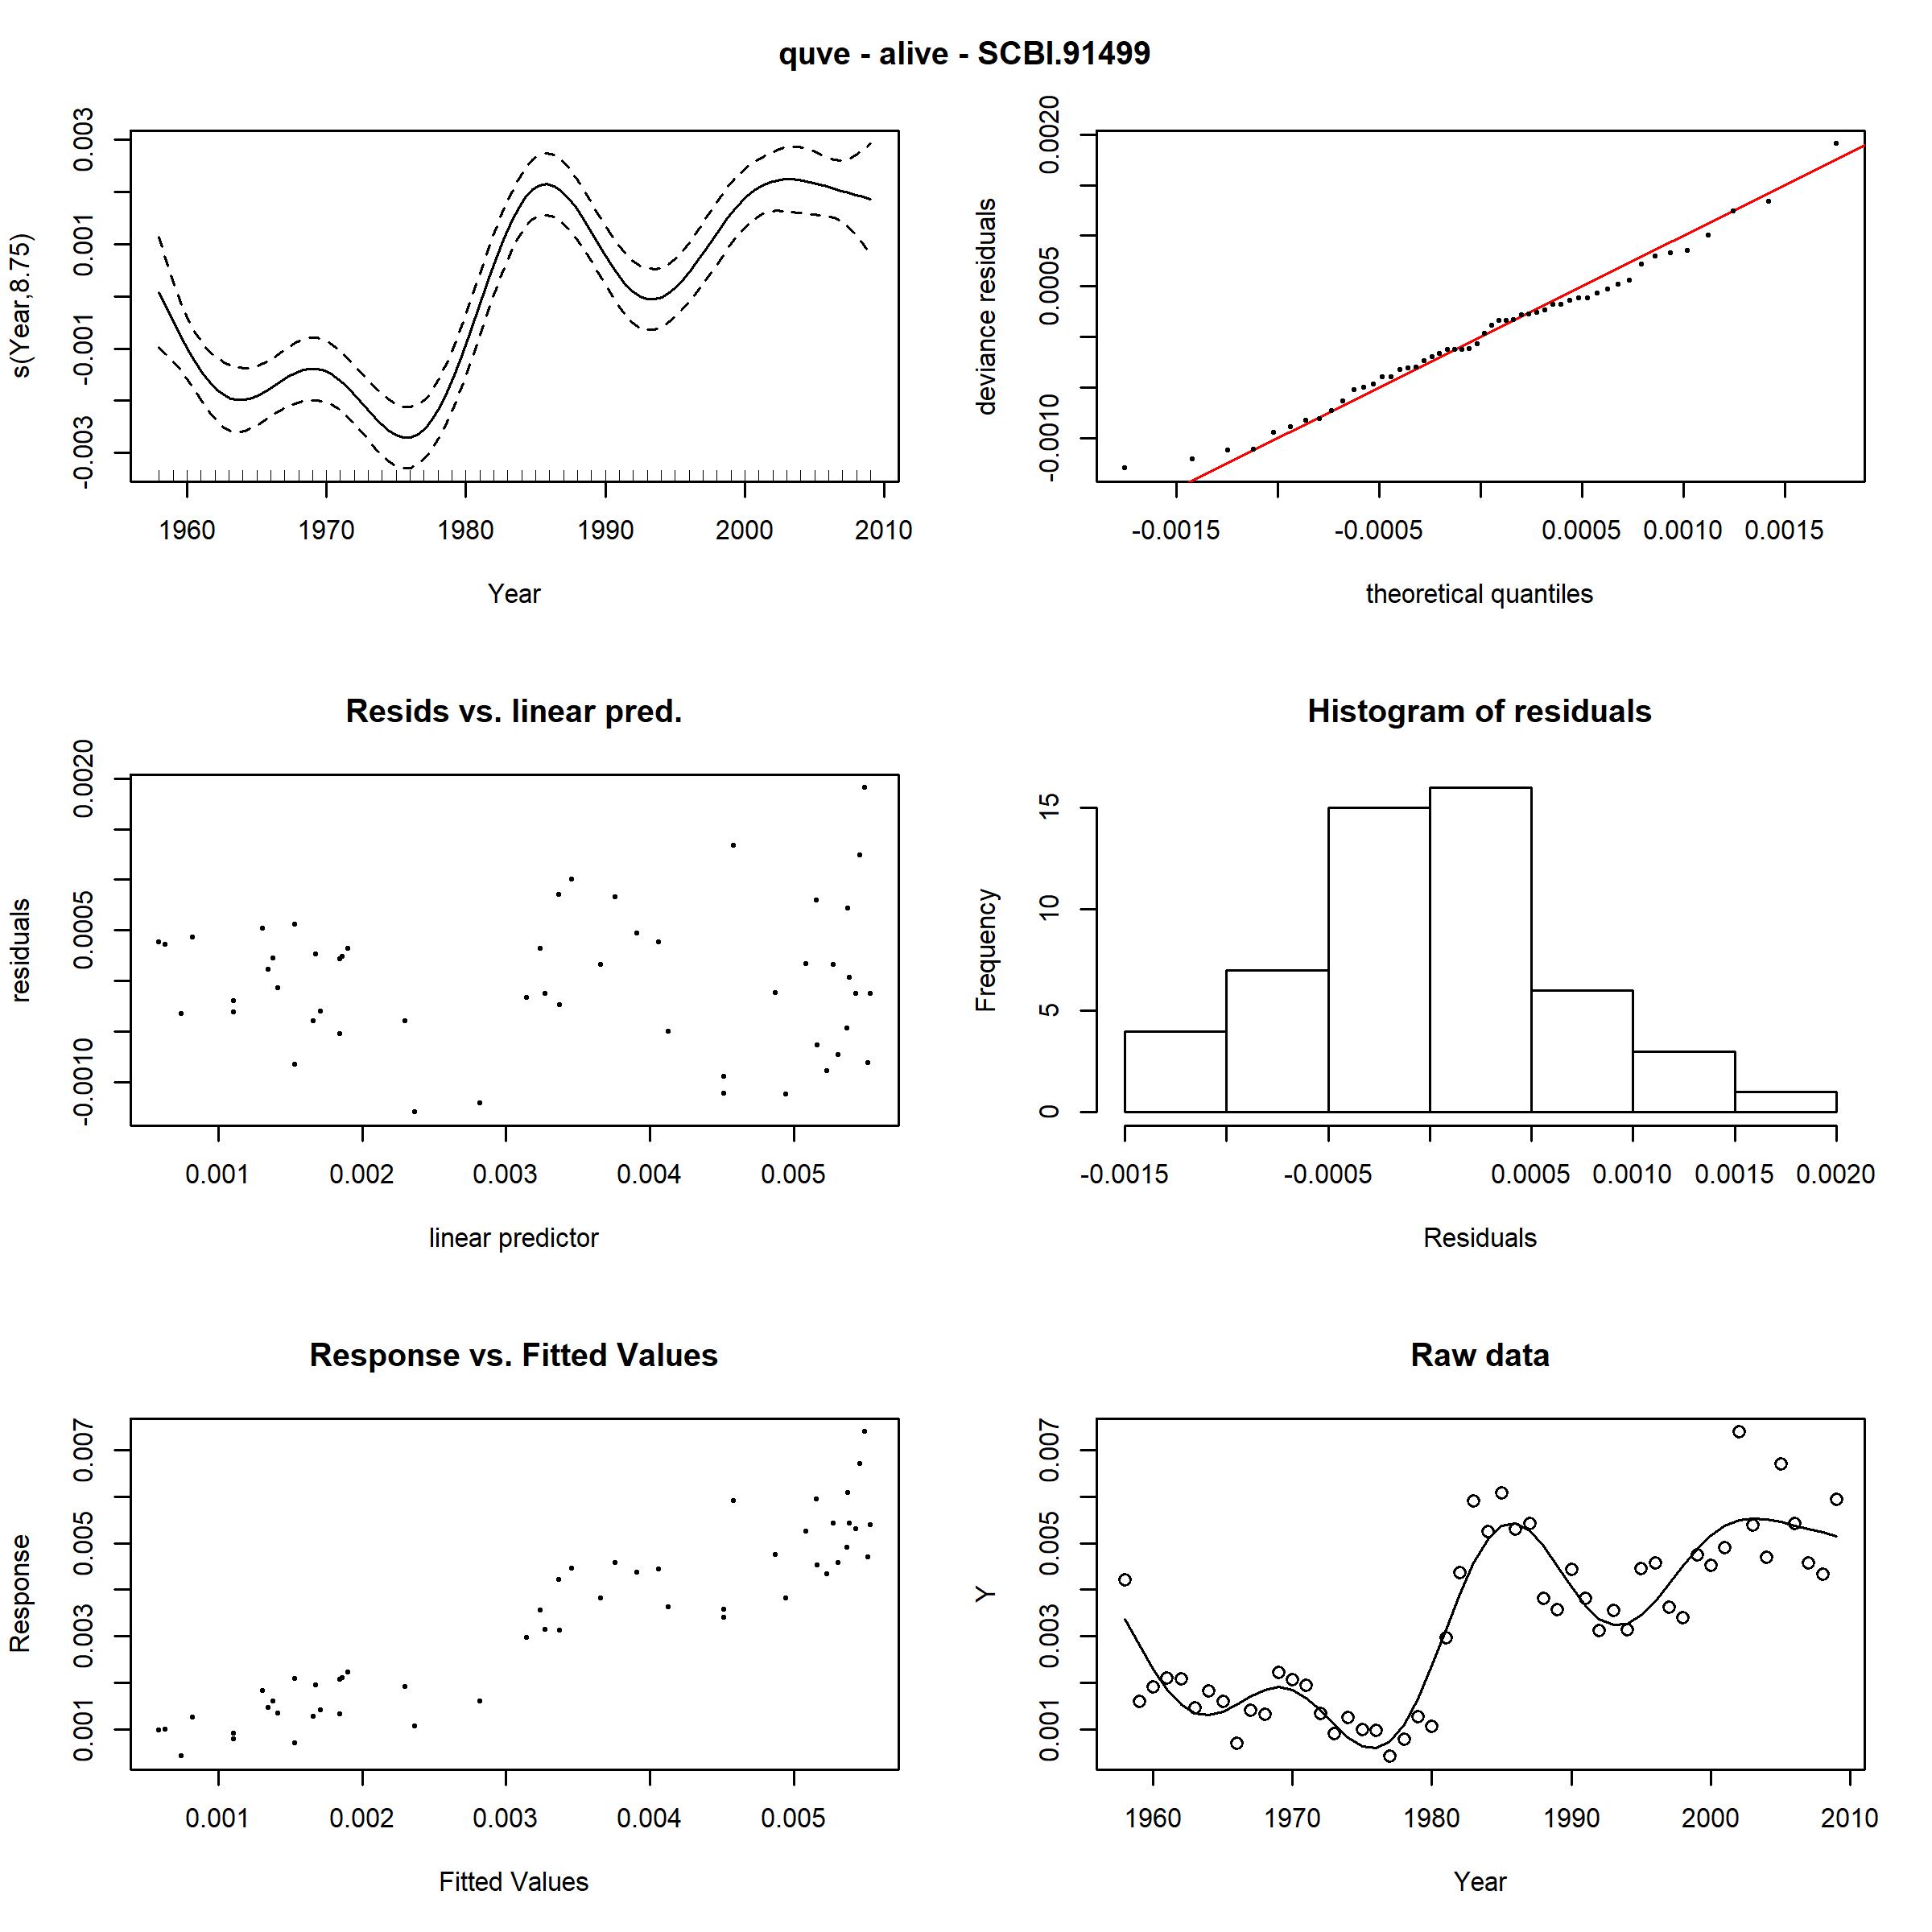 quve - alive - SCBI.91499
s(Year,8.75)
0.003
0.001
-0.001
-0.003
1960 1970 1980 1990 2000 2010
Year
deviance residuals
0.0020
0.0005
-0.0010
-0.0015 -0.0005 0.0005 0.0010 0.0015
theoretical quantiles
Resids vs. linear pred.
residuals
0.0020
0.0005
-0.0010
0.001 0.002 0.003 0.004 0.005
linear predictor
Histogram of residuals
Frequency
15
10
5
0
-0.0015 -0.0005 0.0005 0.0010 0.0015 0.0020
Residuals
Response vs. Fitted Values
Response
0.007
0.005
0.003
0.001
0.001 0.002 0.003 0.004 0.005
Fitted Values
Raw data
Y
0.007
0.005
0.003
0.001
1960 1970 1980 1990 2000 2010
Year